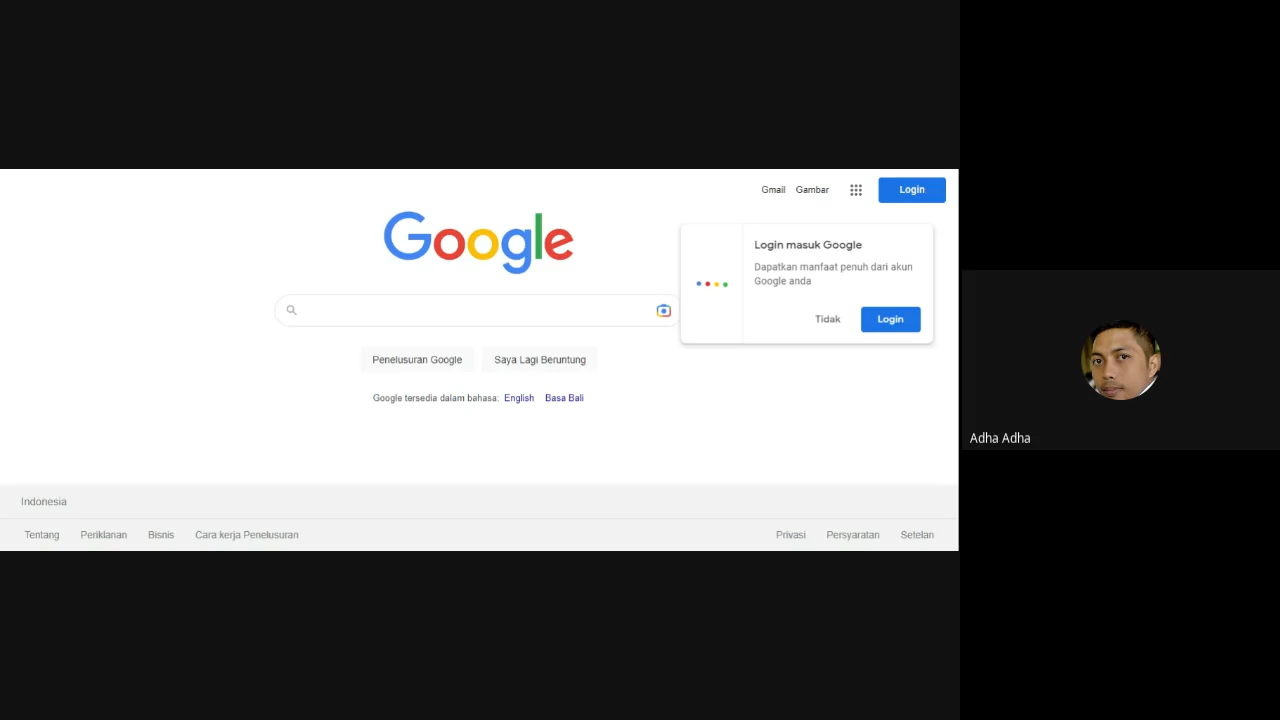 Gmail Gambar Login
Google
Login masuk Google
Dapatkan manfaat penuh dari akun
Google anda
Tidak Login
Penelusuran Google Saya Lagi Beruntung
Google tersedia dalam bahasa: English Basa Bali
Adha Adha
Indonesia
Tentang Periklanan Bisnis Cara kerja Penelusuran Privasi Persyaratan Setelan